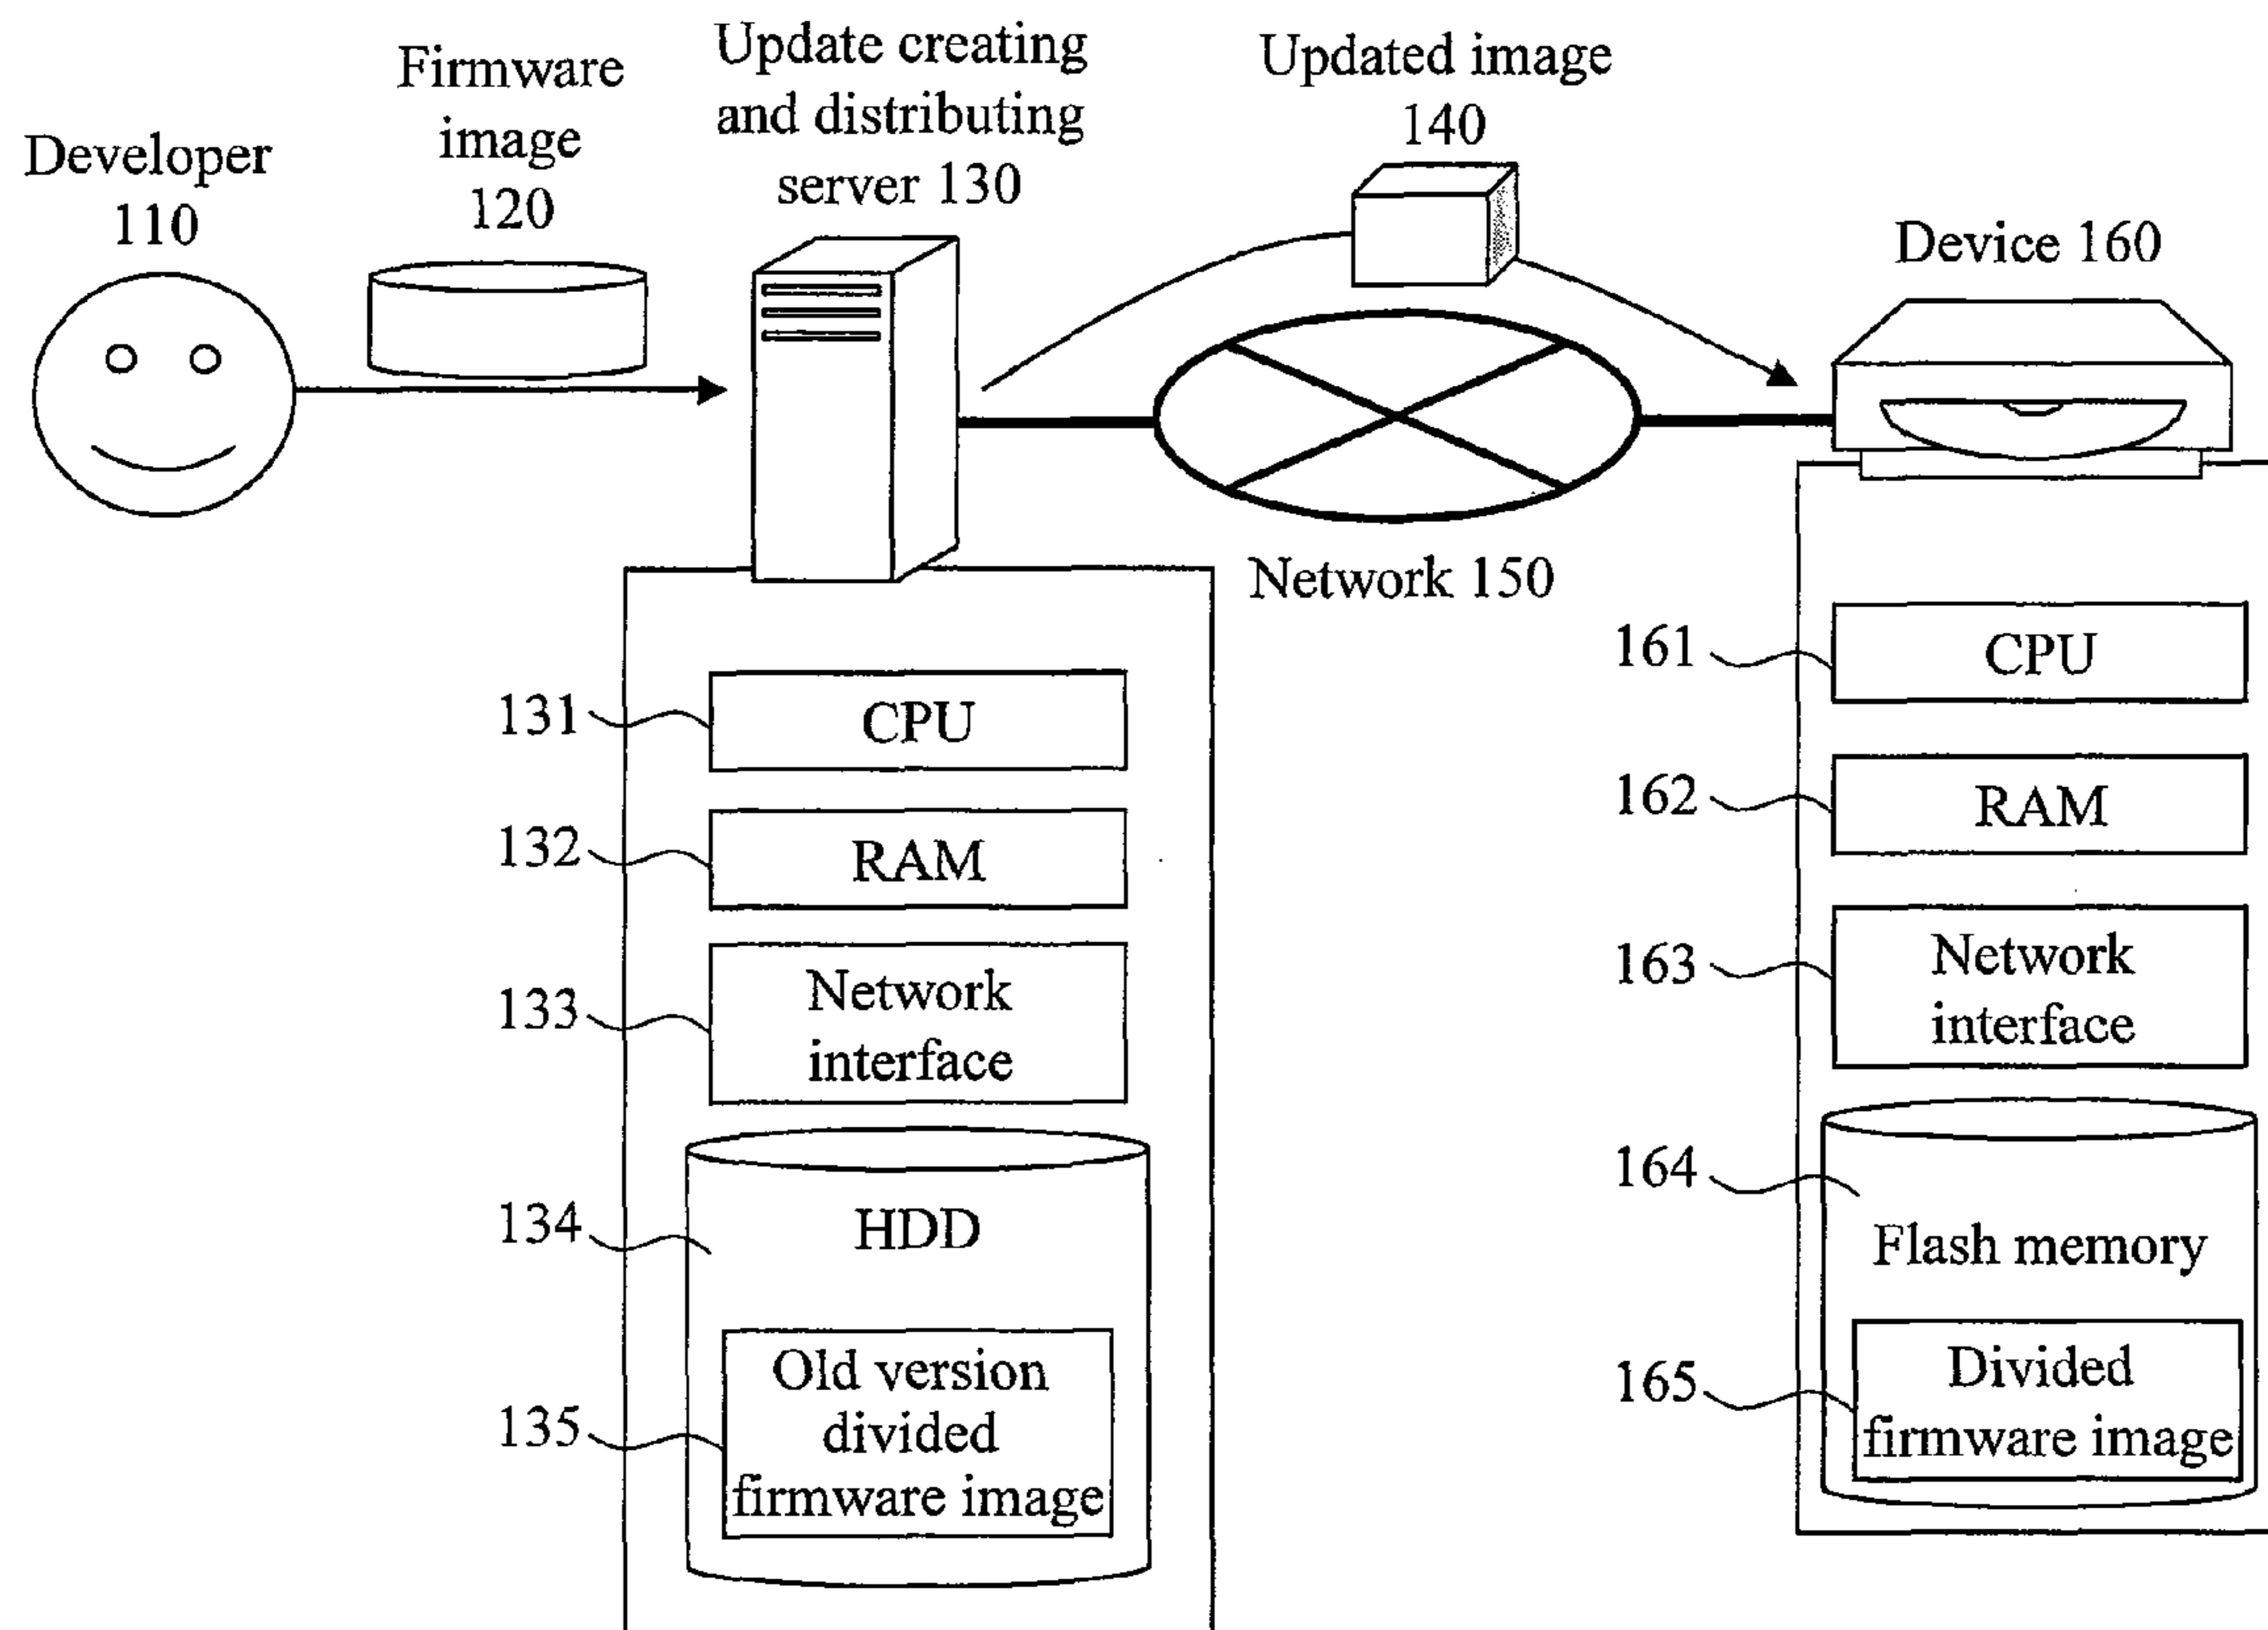 Developer
110
Firmware
image
120
Update creating
and distributing
server 130
Updated image
140
Device 160
Network 150
131
CPU
132
RAM
133
Network
interface
134
HDD
135
Old version
divided
firmware image
161
CPU
162
RAM
163
Network
interface
164
Flash memory
165
Divided
firmware image